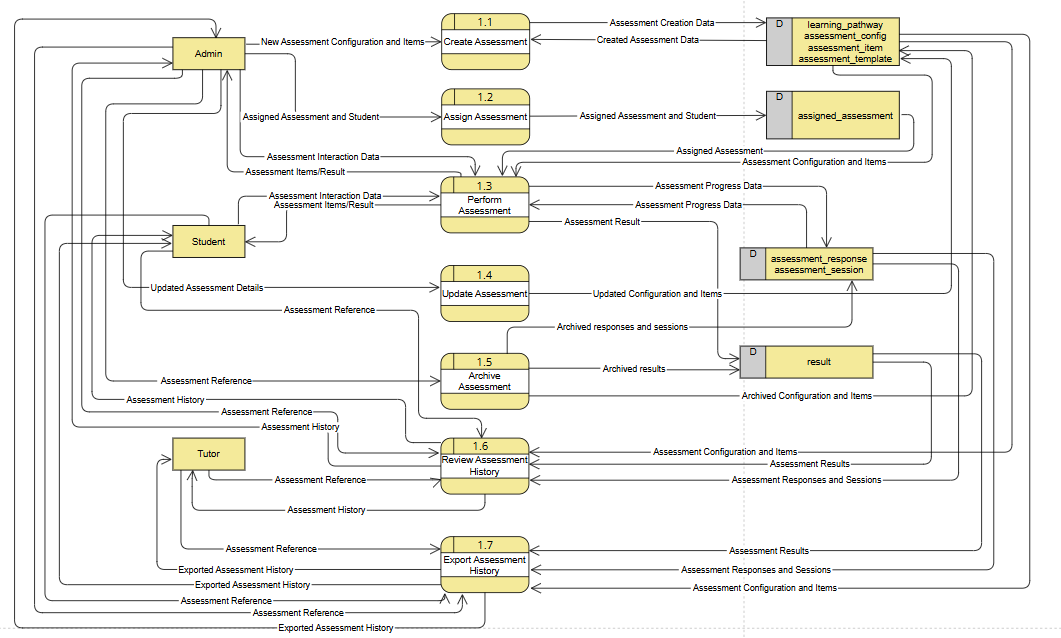 1.1
Assessment Creation Data
D
learning_pathway
assessment_config
assessment_item
assessment_template
Admin
New Assessment Configuration and Items
Create Assessment
Created Assessment Data
1.2
D
Assigned Assessment and Student
Assign Assessment
Assigned Assessment and Student
assigned_assessment
Assigned Assessment
Assessment Interaction Data
Assessment Configuration and Items
Assessment Items/Result
1.3
Assessment Progress Data
Assessment Interaction Data
Perform
Assessment
Assessment Items/Result
Assessment Progress Data
Assessment Result
Student
D
assessment_response
assessment_session
1.4
Updated Assessment Details
Update Assessment
Updated Configuration and Items
Assessment Reference
Archived responses and sessions
D
result
1.5
Archive
Assessment
Archived results
Assessment Reference
Archived Configuration and Items
Assessment History
Assessment Reference
Assessment History
1.6
Review Assessment
History
Tutor
Assessment Configuration and Items
Assessment Results
Assessment Reference
Assessment Responses and Sessions
Assessment History
1.7
Export Assessment
History
Assessment Reference
Assessment Results
Exported Assessment History
Assessment Responses and Sessions
Exported Assessment History
Assessment Configuration and Items
Assessment Reference
Assessment Reference
Exported Assessment History